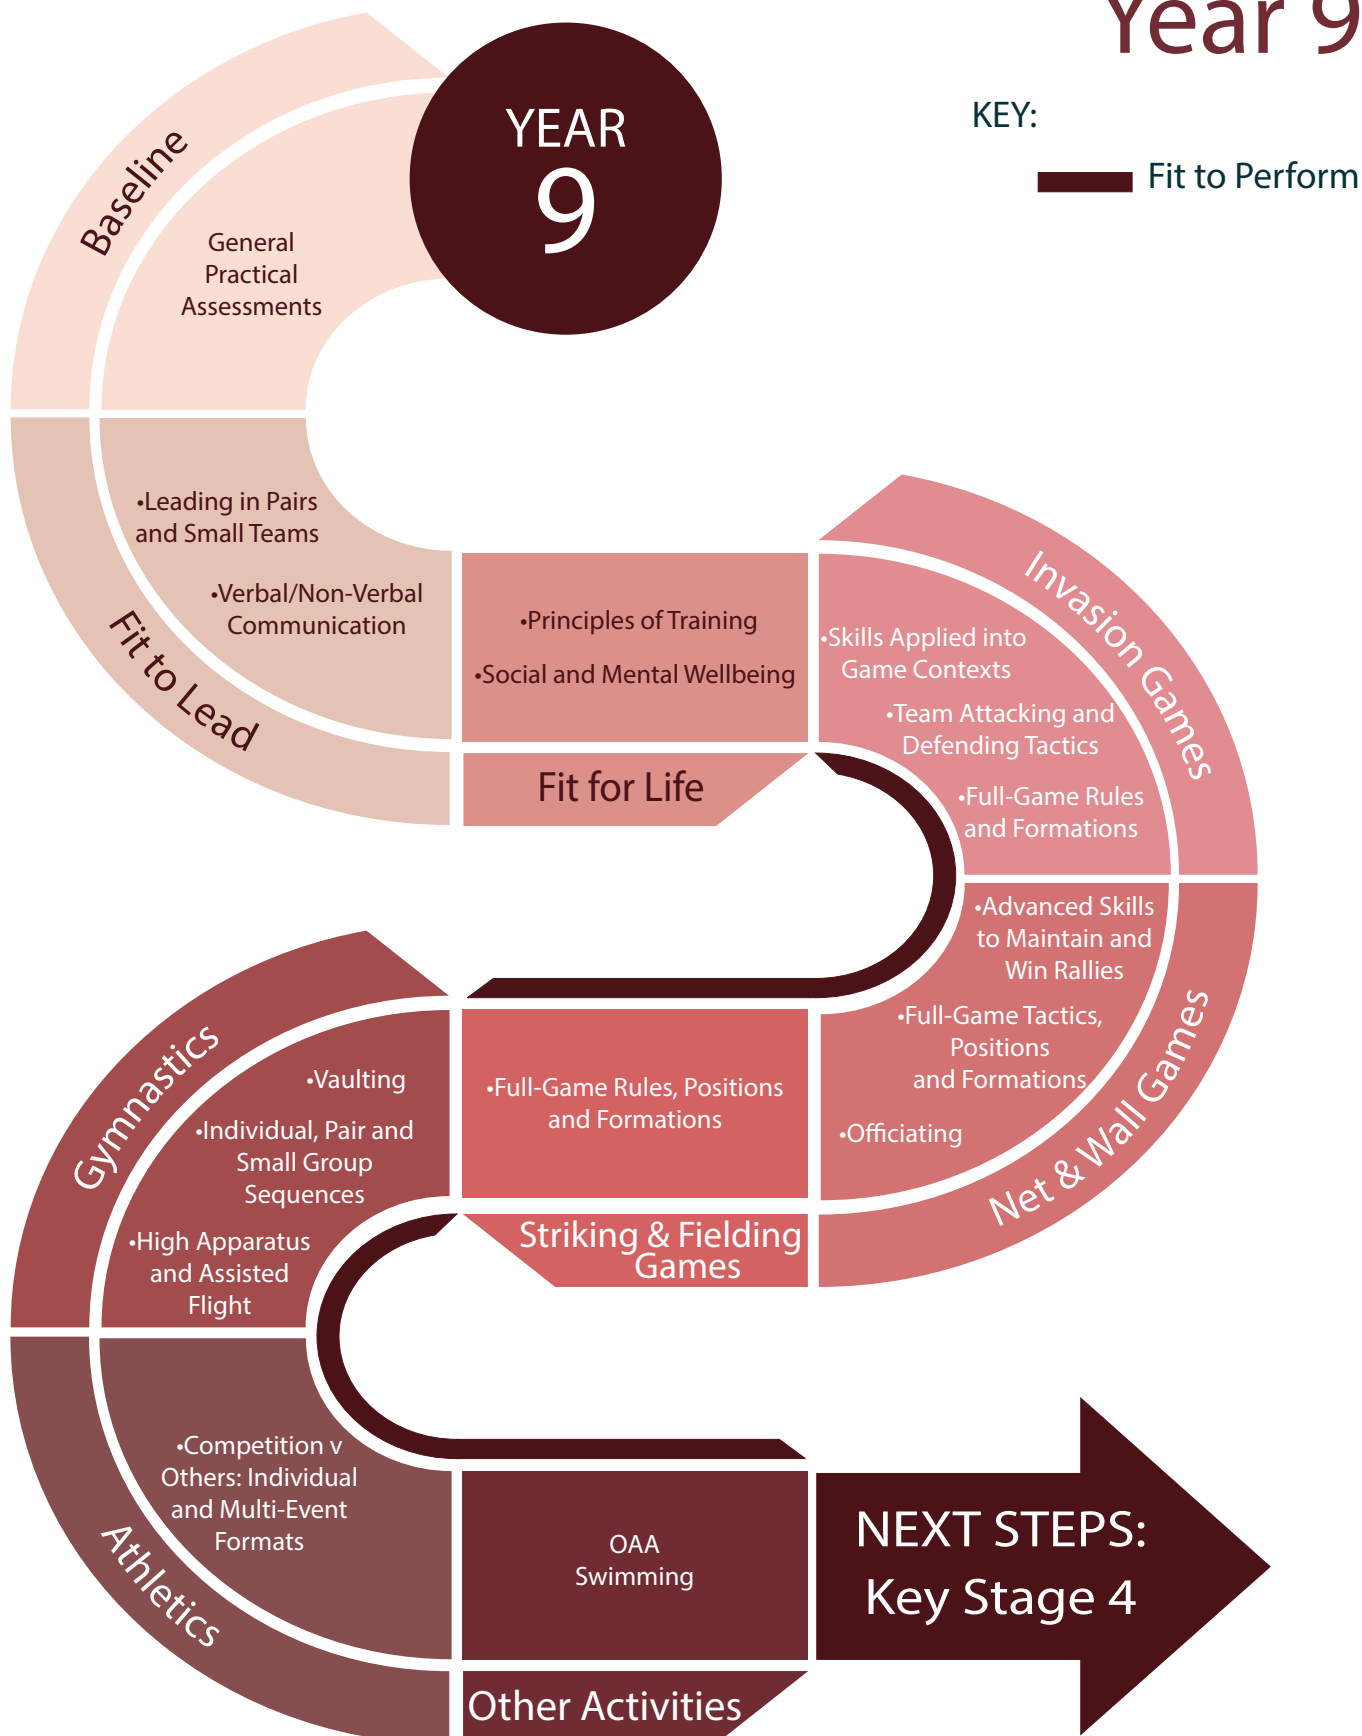 Year 9
KEY:
Fit to Perform
YEAR
9
Baseline
General
Practical
Assessments
Fit to Lead
•Leading in Pairs
and Small Teams
•Verbal/Non-Verbal
Communication
•Principles of Training
•Social and Mental Wellbeing
Fit for Life
Invasion Games
•Skills Applied into
Game Contexts
•Team Attacking and
Defending Tactics
•Full-Game Rules
and Formations
•Advanced Skills
to Maintain and
Win Rallies
•Full-Game Tactics,
Positions
and Formations
•Officiating
Net & Wall Games
•Full-Game Rules, Positions
and Formations
Striking & Fielding
Games
Gymnastics
•Vaulting
•Individual, Pair and
Small Group
Sequences
•High Apparatus
and Assisted
Flight
Athletics
•Competition v
Others: Individual
and Multi-Event
Formats
OAA
Swimming
Other Activities
NEXT STEPS:
Key Stage 4